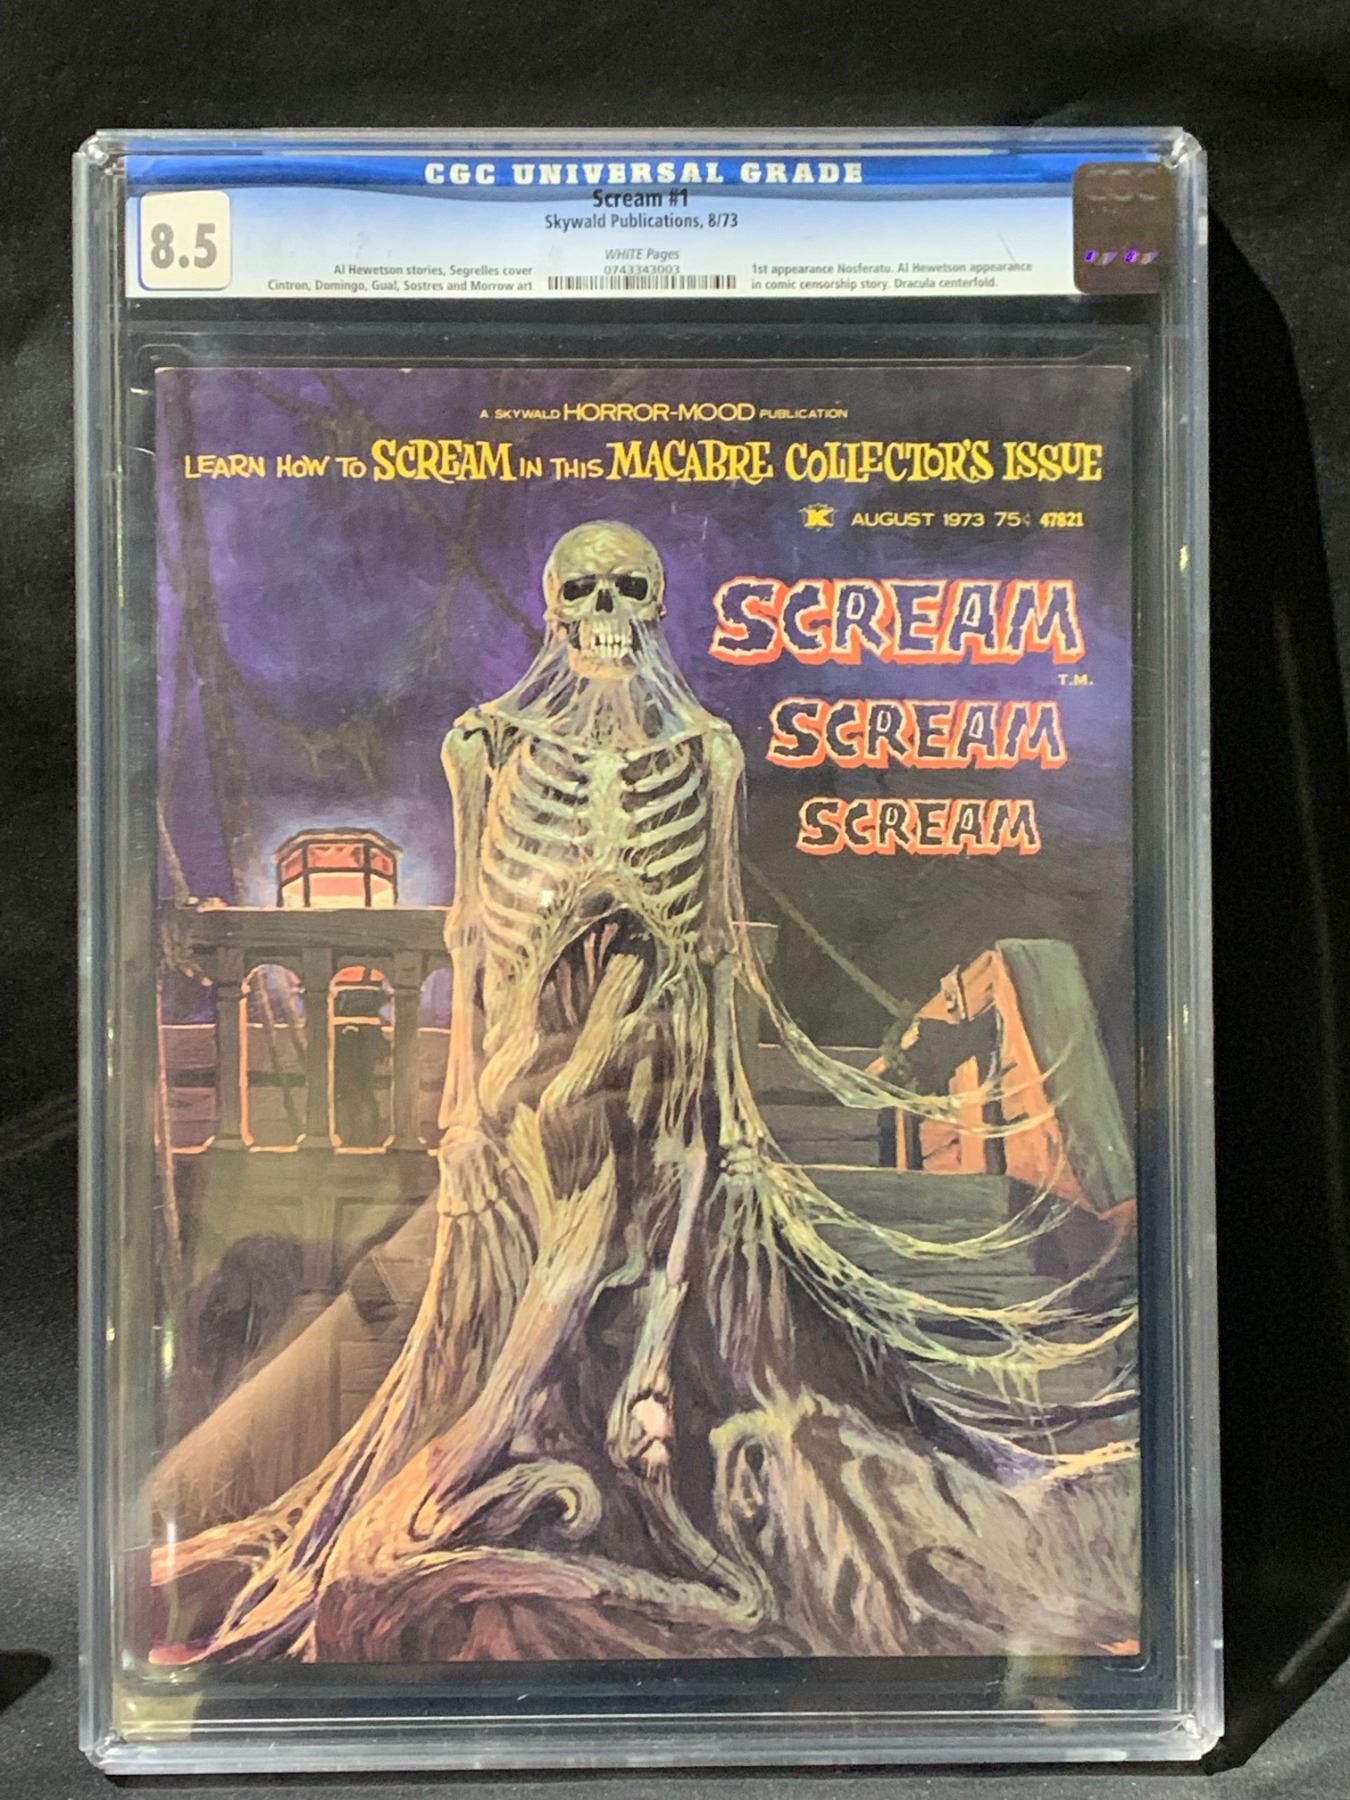 CGC UNIVERSAL GRADE
8.5
Scream #1
Skywald Publications, 8/73
WHITE Pages
0743343003
Al Hewetson stories, Segrelles cover
Cintron, Domingo, Gual, Sostres and Morrow art
1st appearance Nosferatu. Al Hewetson appearance
in comic censorship story. Dracula centerfold.
CGC
A SKYWALD HORROR-MOOD PUBLICATION
LEARN HOW TO SCREAM IN THIS MACABRE COLLECTOR'S ISSUE
K AUGUST 1973 75¢ 47821
SCREAM
T.M.
SCREAM
SCREAM